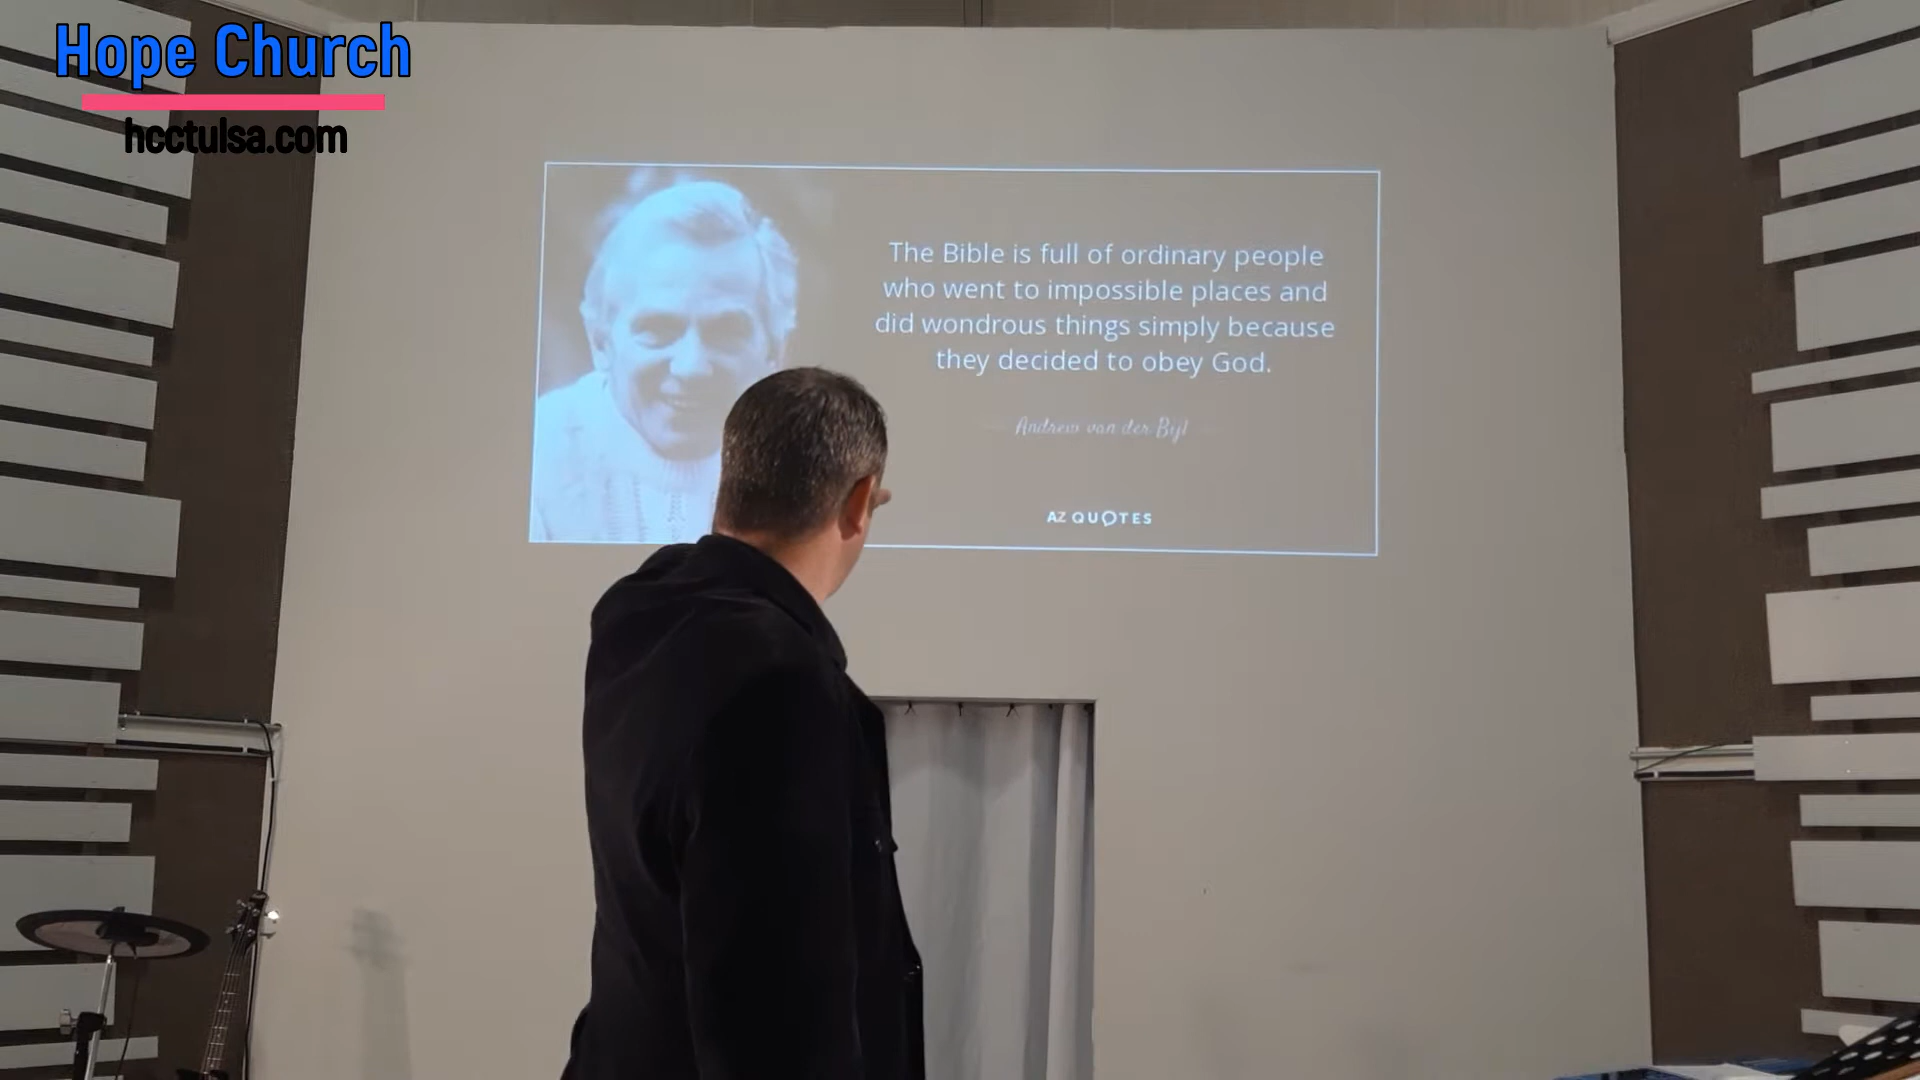 Hope Church
hcctulsa.com
The Bible is full of ordinary people
who went to impossible places and
did wondrous things simply because
they decided to obey God.
Andrew van der Bijl
AZ QUOTES